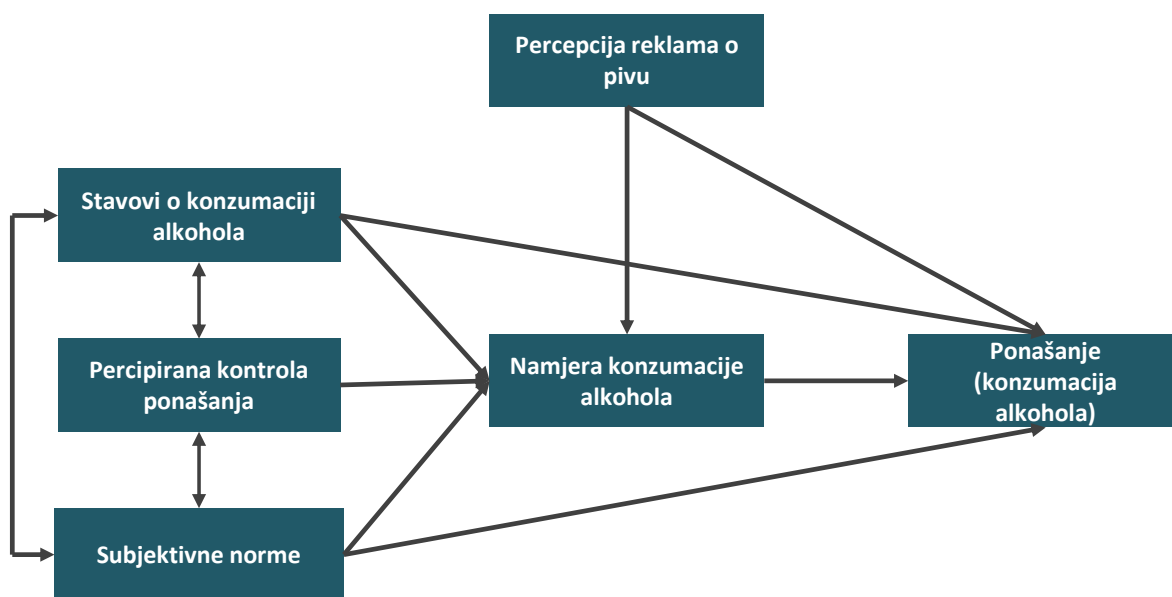 Percepcija reklama o
pivu
Stavovi o konzumaciji
alkohola
Percipirana kontrola
ponašanja
Namjera konzumacije
alkohola
Ponašanje
(konzumacija
alkohola)
Subjektivne norme